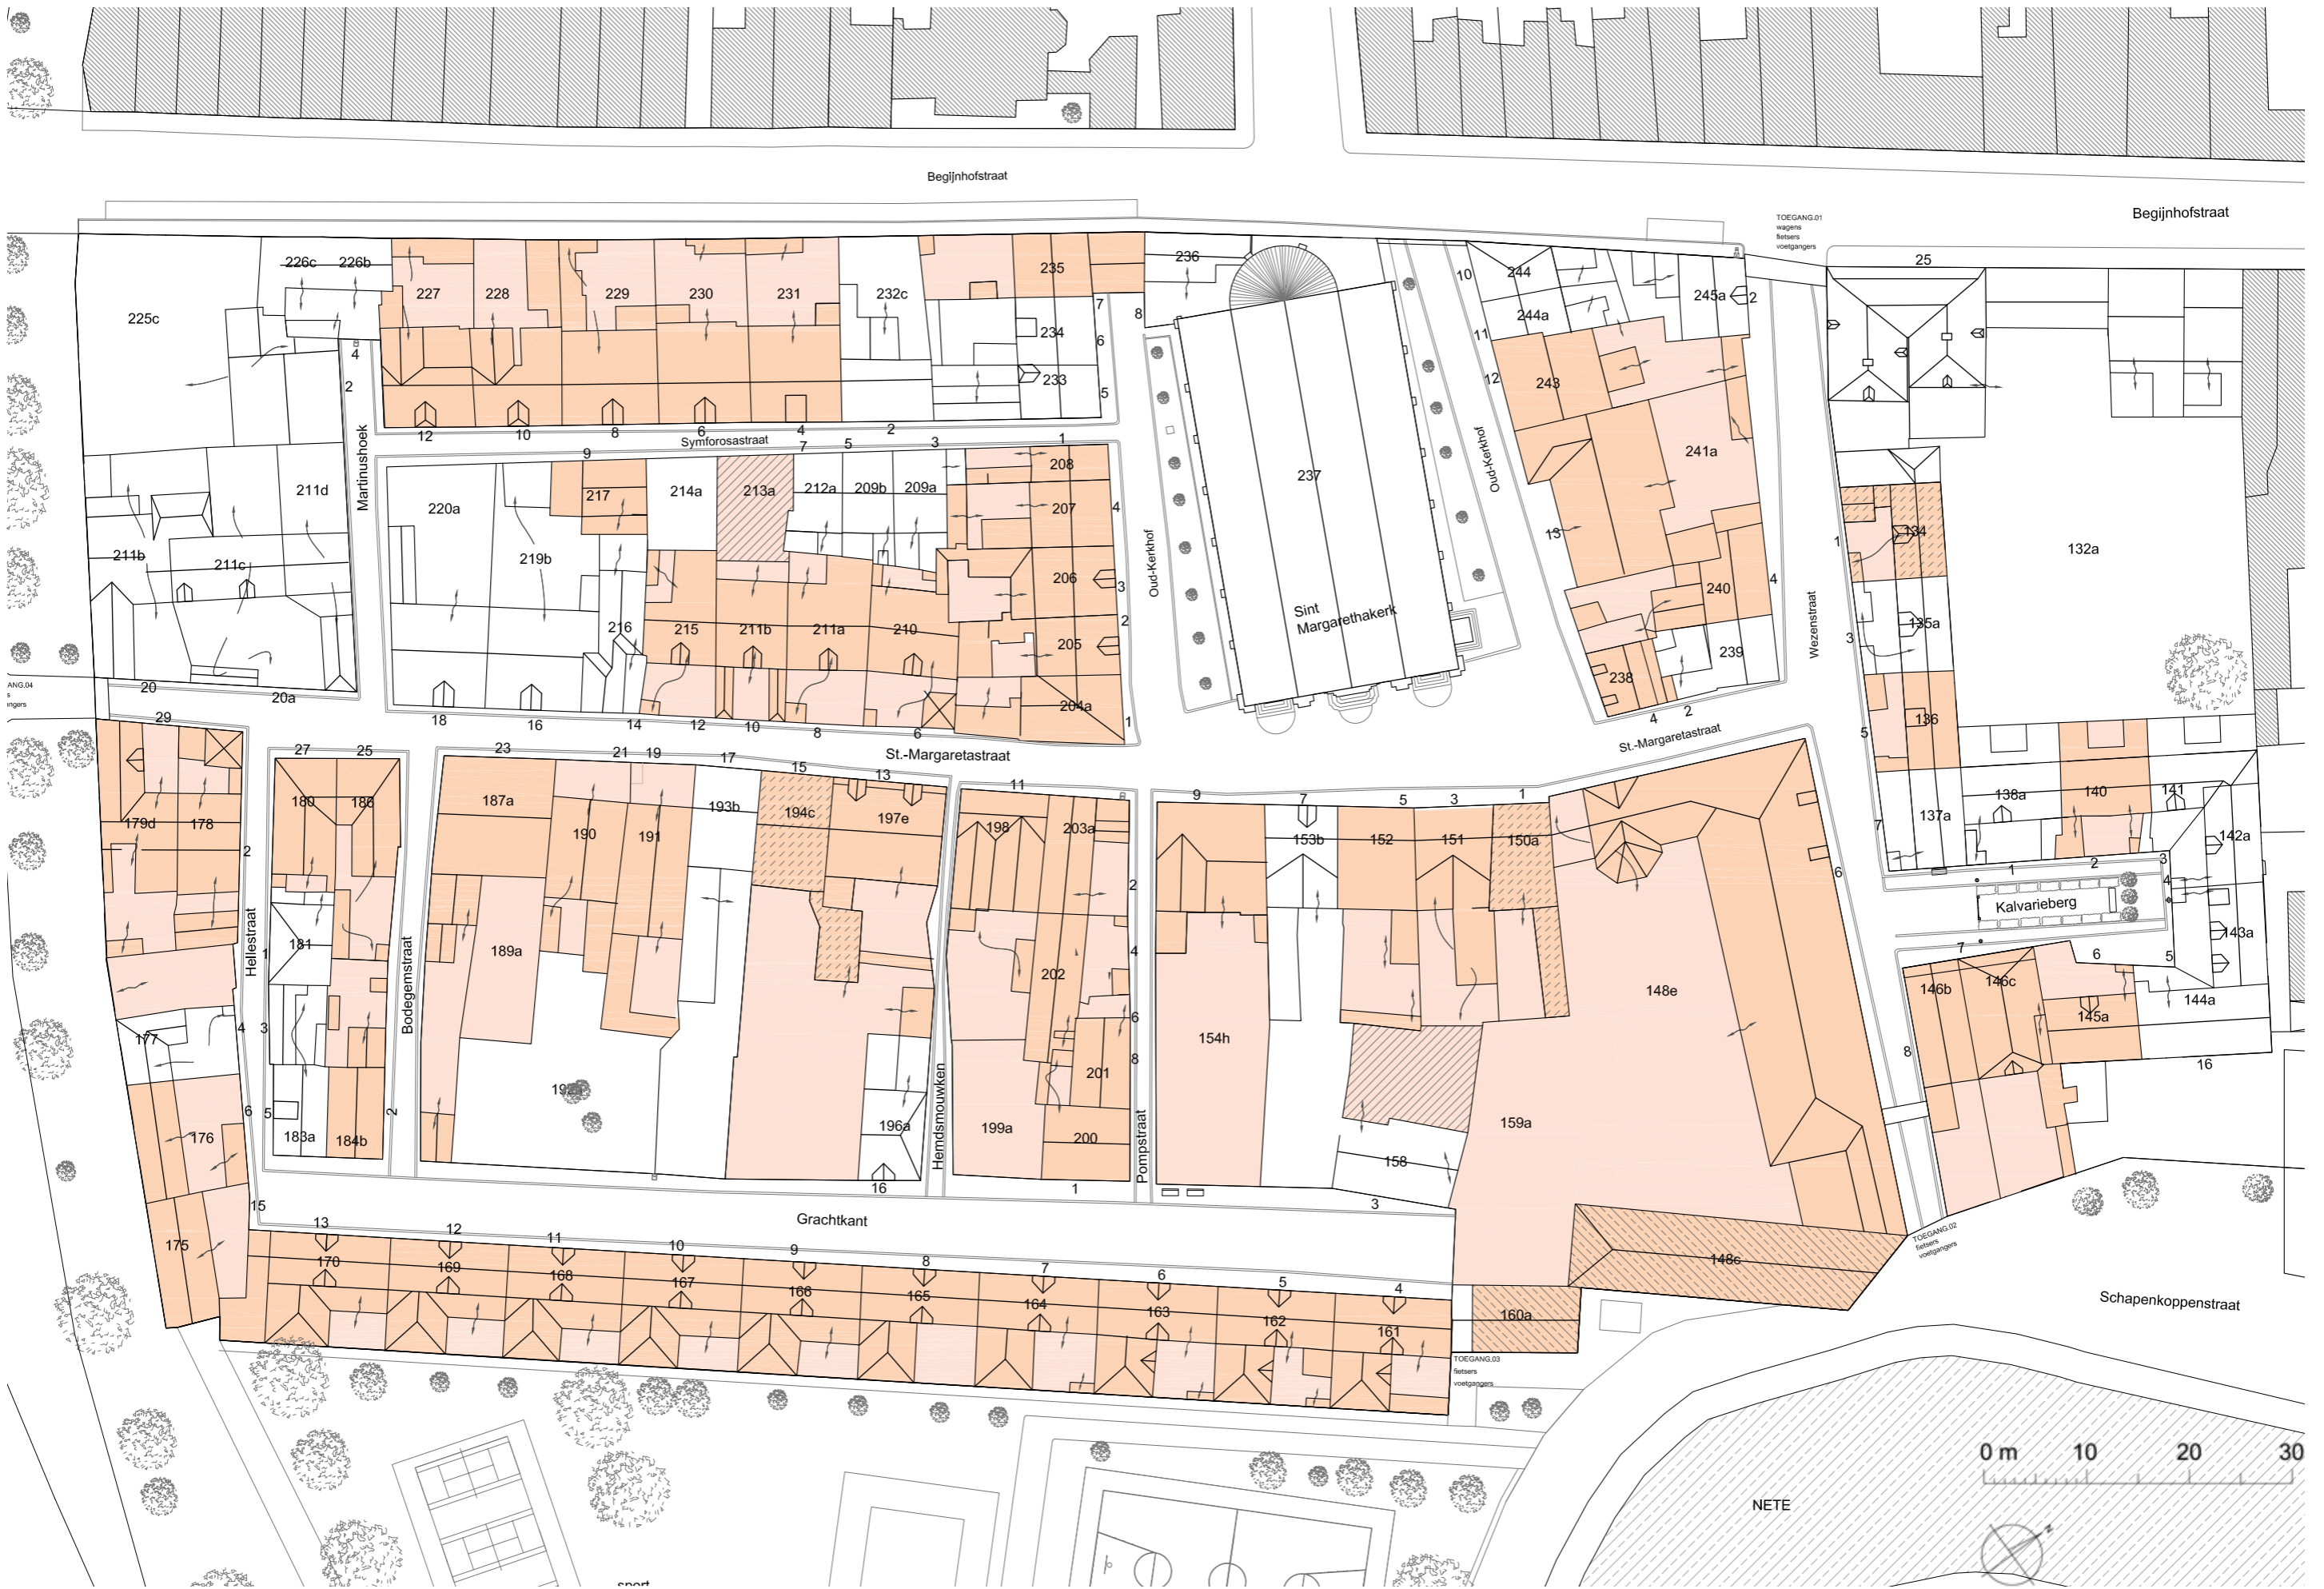 Begijnhofstraat
Begijnhofstraat
TOEGANG.01
wagens
fietsers
voetgangers
25
226c
226b
225c
227
228
229
230
231
232c
235
234
233
236
7
8
6
5
4
2
12
10
8
6
4
2
Symforosastraat
Martinushoek
10
11
12
13
244
244a
245a
2
243
241a
240
239
238
4
4
2
237
Sint
Margarethakerk
Oud-Kerkhof
Oud-Kerkhof
Wezenstraat
9
7
5
3
1
220a
219b
217
216
214a
213a
212a
209b
209a
208
207
206
205
204a
4
3
2
1
215
211b
211a
210
211d
211b
211c
20
20a
18
16
14
12
10
8
6
134
135a
136
137a
132a
138a
140
141
142a
143a
144a
1
3
5
7
1
2
3
4
5
6
7
Kalvarieberg
146b
146c
145a
8
16
ANG.04
s
ingers
St.-Margaretastraat
St.-Margaretastraat
29
27
25
23
21
19
17
15
13
11
9
7
5
3
1
179d
178
180
186
187a
190
191
193b
194c
197e
198
203a
153b
152
151
150a
148e
6
2
Hellestraat
181
1
3
5
4
6
177
176
175
183a
184b
2
Bodegemstraat
189a
196a
16
Hemdsmouwken
202
201
200
199a
2
4
6
8
1
Pompstraat
154h
159a
158
3
15
Grachtkant
13
12
11
10
9
8
7
6
5
4
170
169
168
167
166
165
164
163
162
161
160a
148c
TOEGANG.02
fietsers
voetgangers
TOEGANG.03
fietsers
voetgangers
Schapenkoppenstraat
0 m
10
20
30
NETE
sport